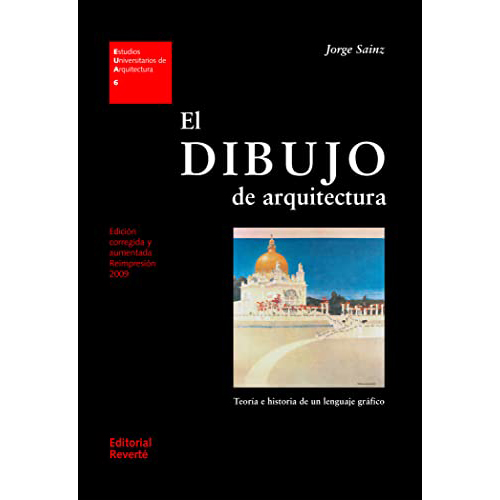 Estudios
Universitarios de
Arquitectura
6
Jorge Sainz
El
DIBUJO
de arquitectura
Edición
corregida y
aumentada
Reimpresión
2009
Teoría e historia de un lenguaje gráfico
Editorial
Reverté